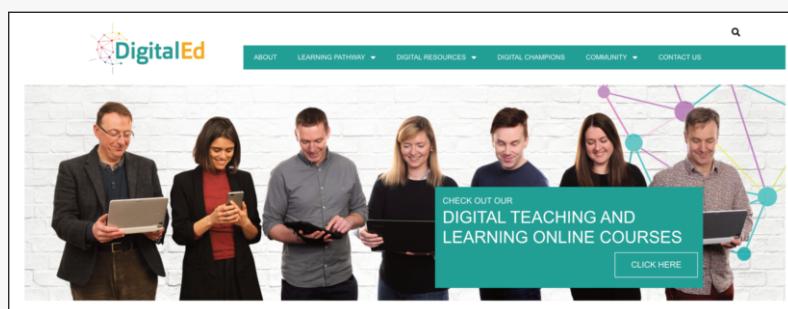 DigitalEd
ABOUT LEARNING PATHWAY DIGITAL RESOURCES DIGITAL CHAMPIONS COMMUNITY CONTACT US
CHECK OUT OUR
DIGITAL TEACHING AND
LEARNING ONLINE COURSES
CLICK HERE